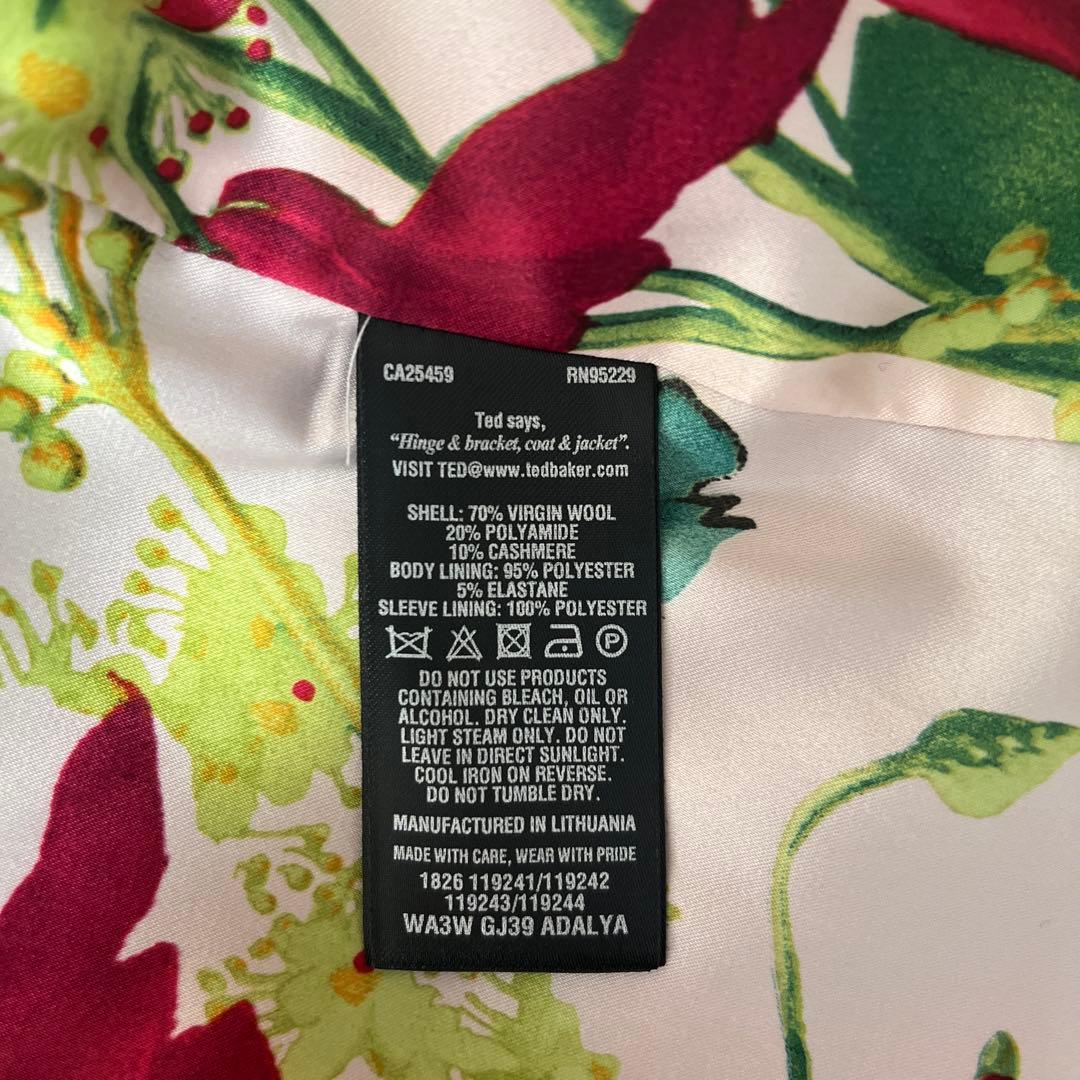 CA25459 RN95229
Ted says,
"Hinge & bracket, coat & jacket".
VISIT TED@www.tedbaker.com
SHELL: 70% VIRGIN WOOL
20% POLYAMIDE
10% CASHMERE
BODY LINING: 95% POLYESTER
5% ELASTANE
SLEEVE LINING: 100% POLYESTER
P
DO NOT USE PRODUCTS
CONTAINING BLEACH, OIL OR
ALCOHOL. DRY CLEAN ONLY.
LIGHT STEAM ONLY. DO NOT
LEAVE IN DIRECT SUNLIGHT.
COOL IRON ON REVERSE.
DO NOT TUMBLE DRY.
MANUFACTURED IN LITHUANIA
MADE WITH CARE, WEAR WITH PRIDE
1826 119241/119242
119243/119244
WA3W GJ39 ADALYA